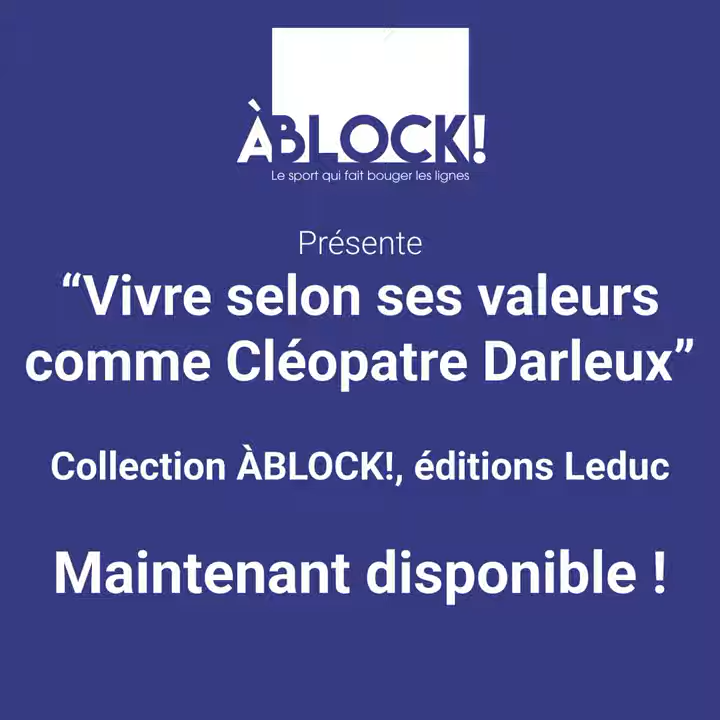 ÀBLOCK!
Le sport qui fait bouger les lignes
Présente
“Vivre selon ses valeurs
comme Cléopatre Darleux”
Collection ÀBLOCK!, éditions Leduc
Maintenant disponible !